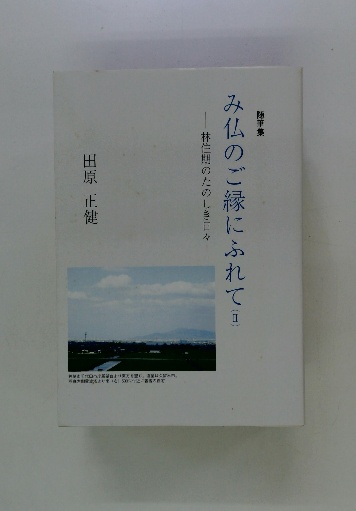 随筆集
み仏のご縁にふれて〔Ⅱ〕
──林住期のたのしき日々
田原 正健